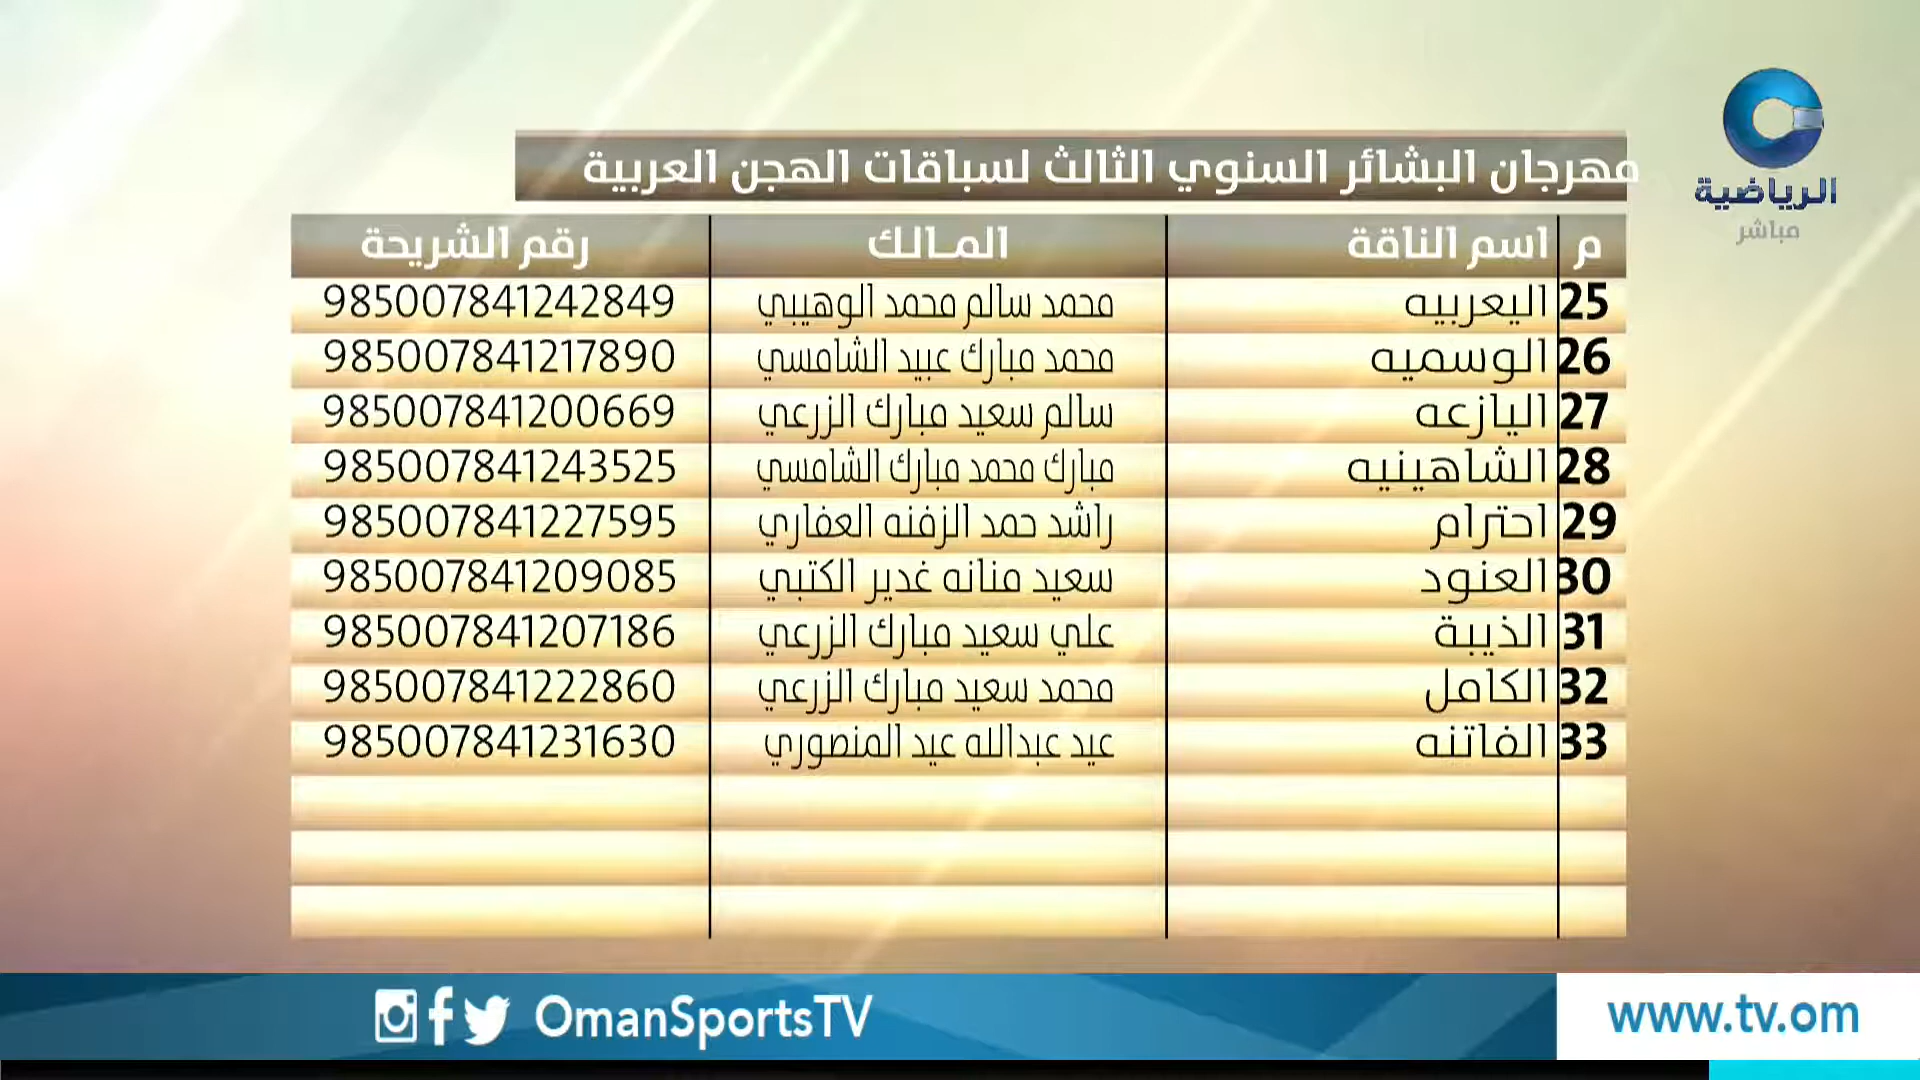 مهرجان البشائر السنوي الثالث لسباقات الهجن العربية
الرياضية
مباشر
م اسم الناقة المـالك رقم الشريحة
25 اليعربيه محمد سالم محمد الوهيبي 985007841242849
26 الوسميه محمد مبارك عبيد الشامسي 985007841217890
27 اليازعه سالم سعيد مبارك الزرعي 985007841200669
28 الشاهينيه مبارك محمد مبارك الشامسي 985007841243525
29 احترام راشد حمد الزفنه العفاري 985007841227595
30 العنود سعيد منانه غدير الكتبي 985007841209085
31 الذيبة علي سعيد مبارك الزرعي 985007841207186
32 الكامل محمد سعيد مبارك الزرعي 985007841222860
33 الفاتنه عيد عبدالله عيد المنصوري 985007841231630
OmanSportsTV
www.tv.om